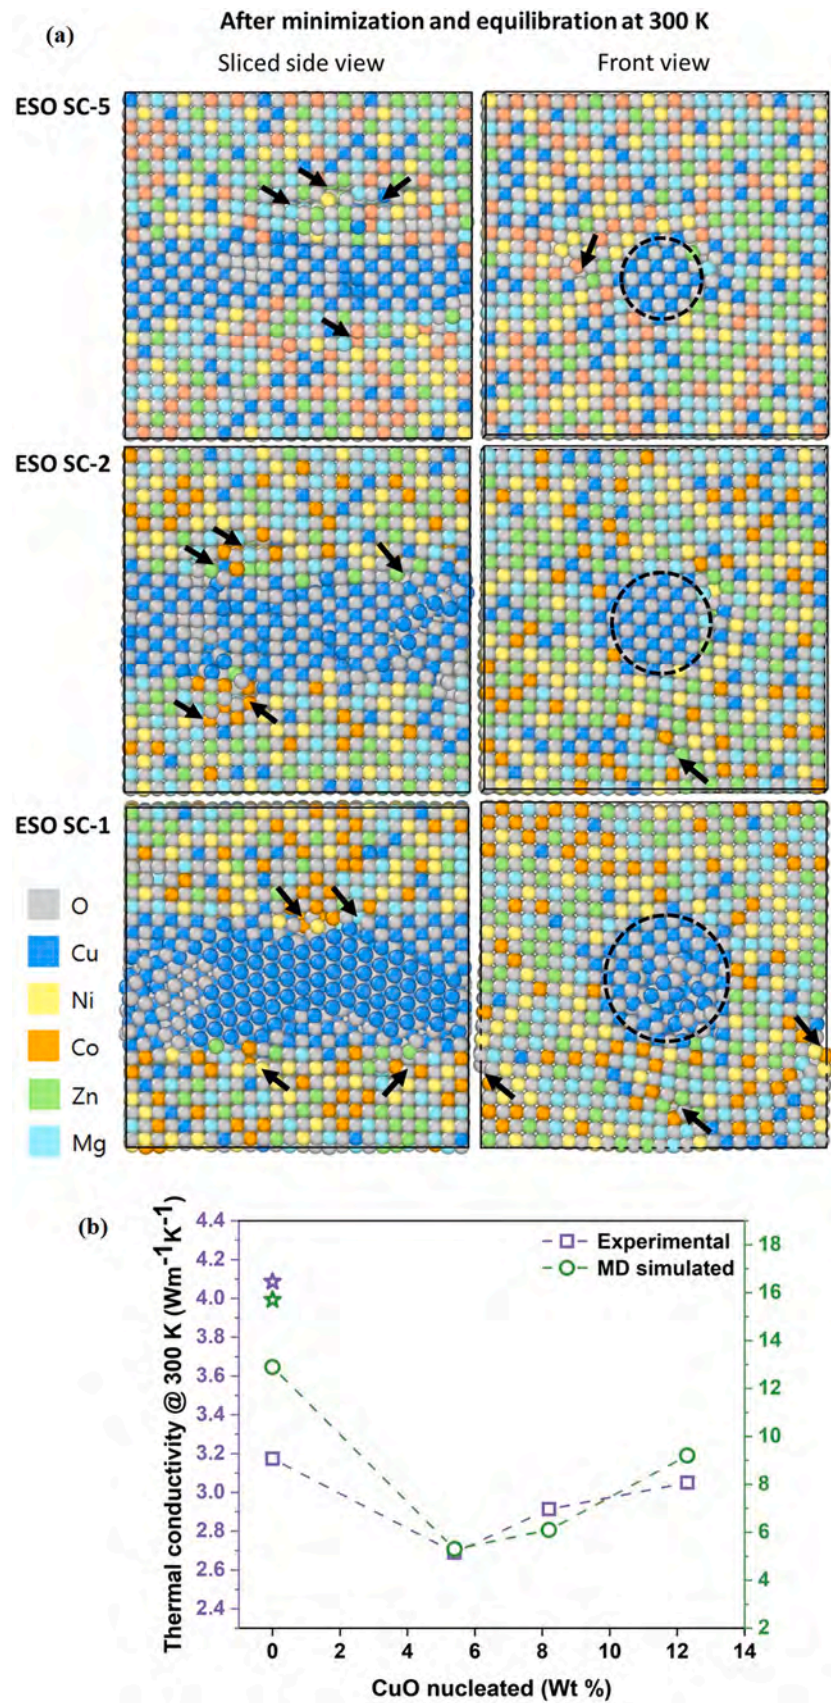 (a)
After minimization and equilibration at 300 K
Sliced side view
Front view
ESO SC-5
ESO SC-2
ESO SC-1
O
Cu
Ni
Co
Zn
Mg
(b)
Thermal conductivity @ 300 K (Wm⁻¹K⁻¹)
4.4
4.2
4.0
3.8
3.6
3.4
3.2
3.0
2.8
2.6
2.4
Experimental
MD simulated
18
16
14
12
10
8
6
4
2
0 2 4 6 8 10 12 14
CuO nucleated (Wt %)